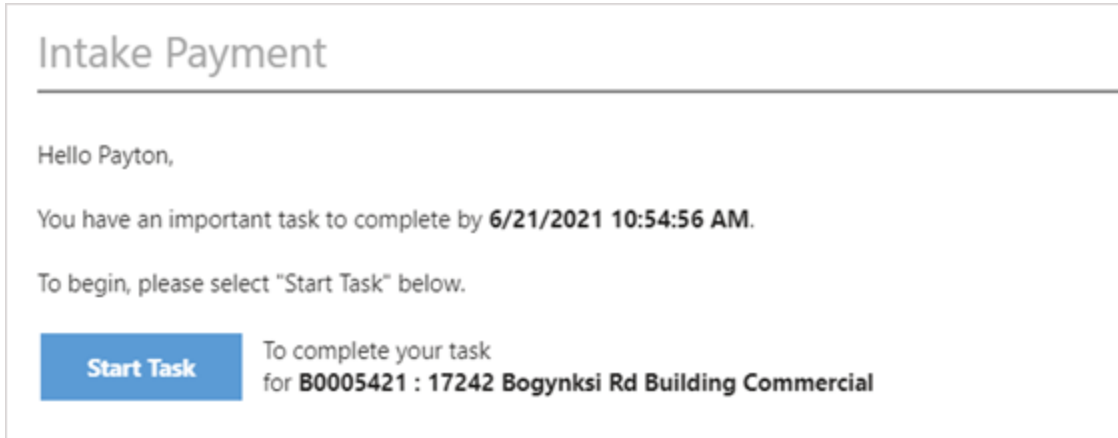 Intake Payment
Hello Payton,
You have an important task to complete by 6/21/2021 10:54:56 AM.
To begin, please select "Start Task" below.
Start Task
To complete your task
for B0005421 : 17242 Bogynksi Rd Building Commercial